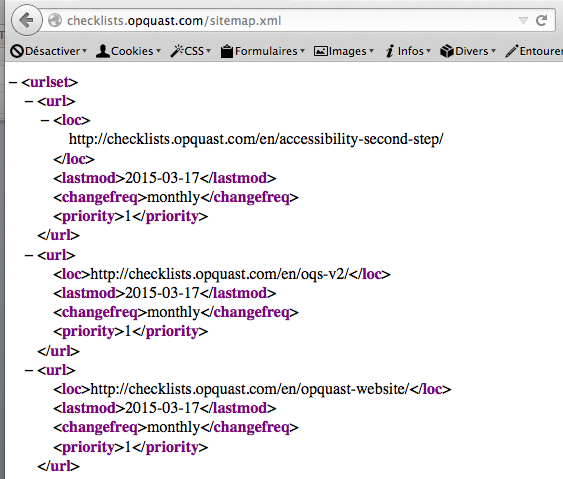 checklists.opquast.com/sitemap.xml
Désactiver Cookies CSS Formulaires Images Infos Divers Entourer
– <urlset>
– <url>
– <loc>
http://checklists.opquast.com/en/accessibility-second-step/
</loc>
<lastmod>2015-03-17</lastmod>
<changefreq>monthly</changefreq>
<priority>1</priority>
</url>
– <url>
<loc>http://checklists.opquast.com/en/oqs-v2/</loc>
<lastmod>2015-03-17</lastmod>
<changefreq>monthly</changefreq>
<priority>1</priority>
</url>
– <url>
<loc>http://checklists.opquast.com/en/opquast-website/</loc>
<lastmod>2015-03-17</lastmod>
<changefreq>monthly</changefreq>
<priority>1</priority>
</url>